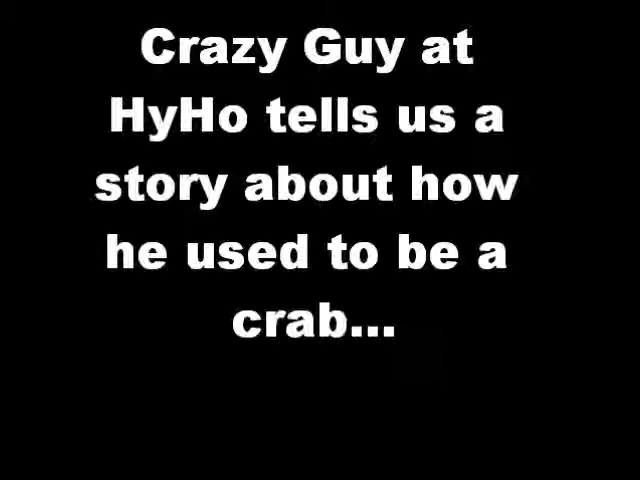 Crazy Guy at
HyHo tells us a
story about how
he used to be a
crab...